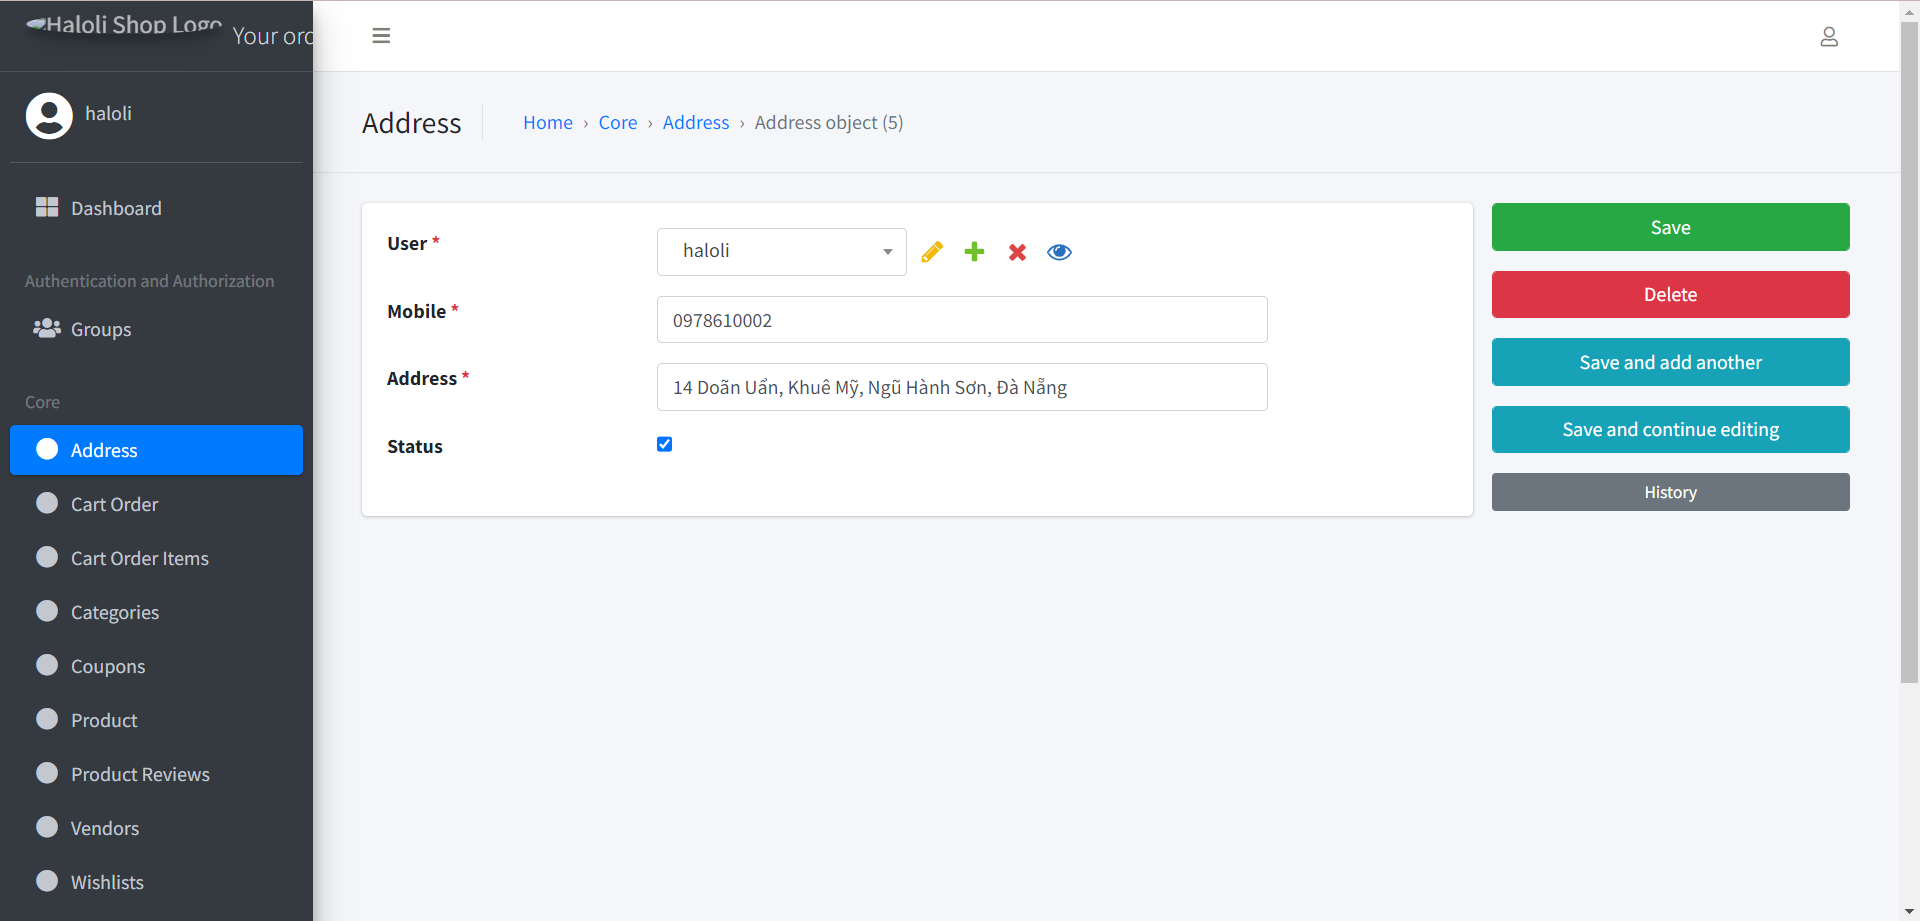 Haloli Shop Logo
Your ord
haloli
Dashboard
Authentication and Authorization
Groups
Core
Address
Cart Order
Cart Order Items
Categories
Coupons
Product
Product Reviews
Vendors
Wishlists
Address
Home › Core › Address › Address object (5)
User *
haloli
Mobile *
0978610002
Address *
14 Doãn Uẩn, Khuê Mỹ, Ngũ Hành Sơn, Đà Nẵng
Status
Save
Delete
Save and add another
Save and continue editing
History